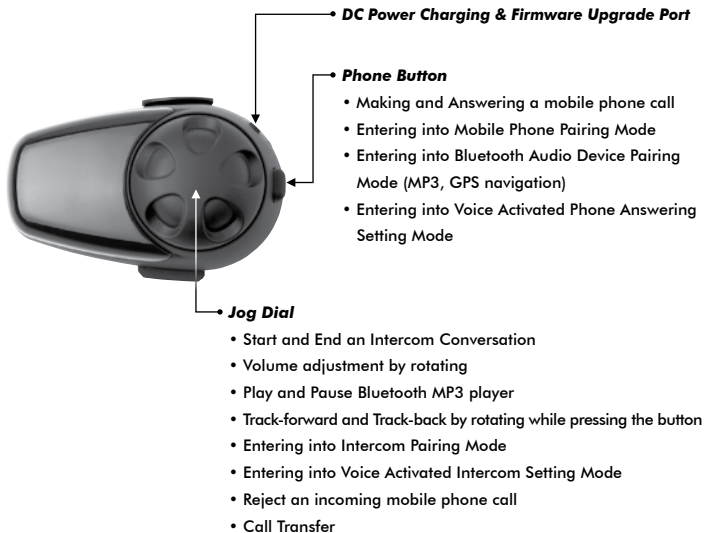 DC Power Charging & Firmware Upgrade Port
Phone Button
• Making and Answering a mobile phone call
• Entering into Mobile Phone Pairing Mode
• Entering into Bluetooth Audio Device Pairing
Mode (MP3, GPS navigation)
• Entering into Voice Activated Phone Answering
Setting Mode
Jog Dial
• Start and End an Intercom Conversation
• Volume adjustment by rotating
• Play and Pause Bluetooth MP3 player
• Track-forward and Track-back by rotating while pressing the button
• Entering into Intercom Pairing Mode
• Entering into Voice Activated Intercom Setting Mode
• Reject an incoming mobile phone call
• Call Transfer